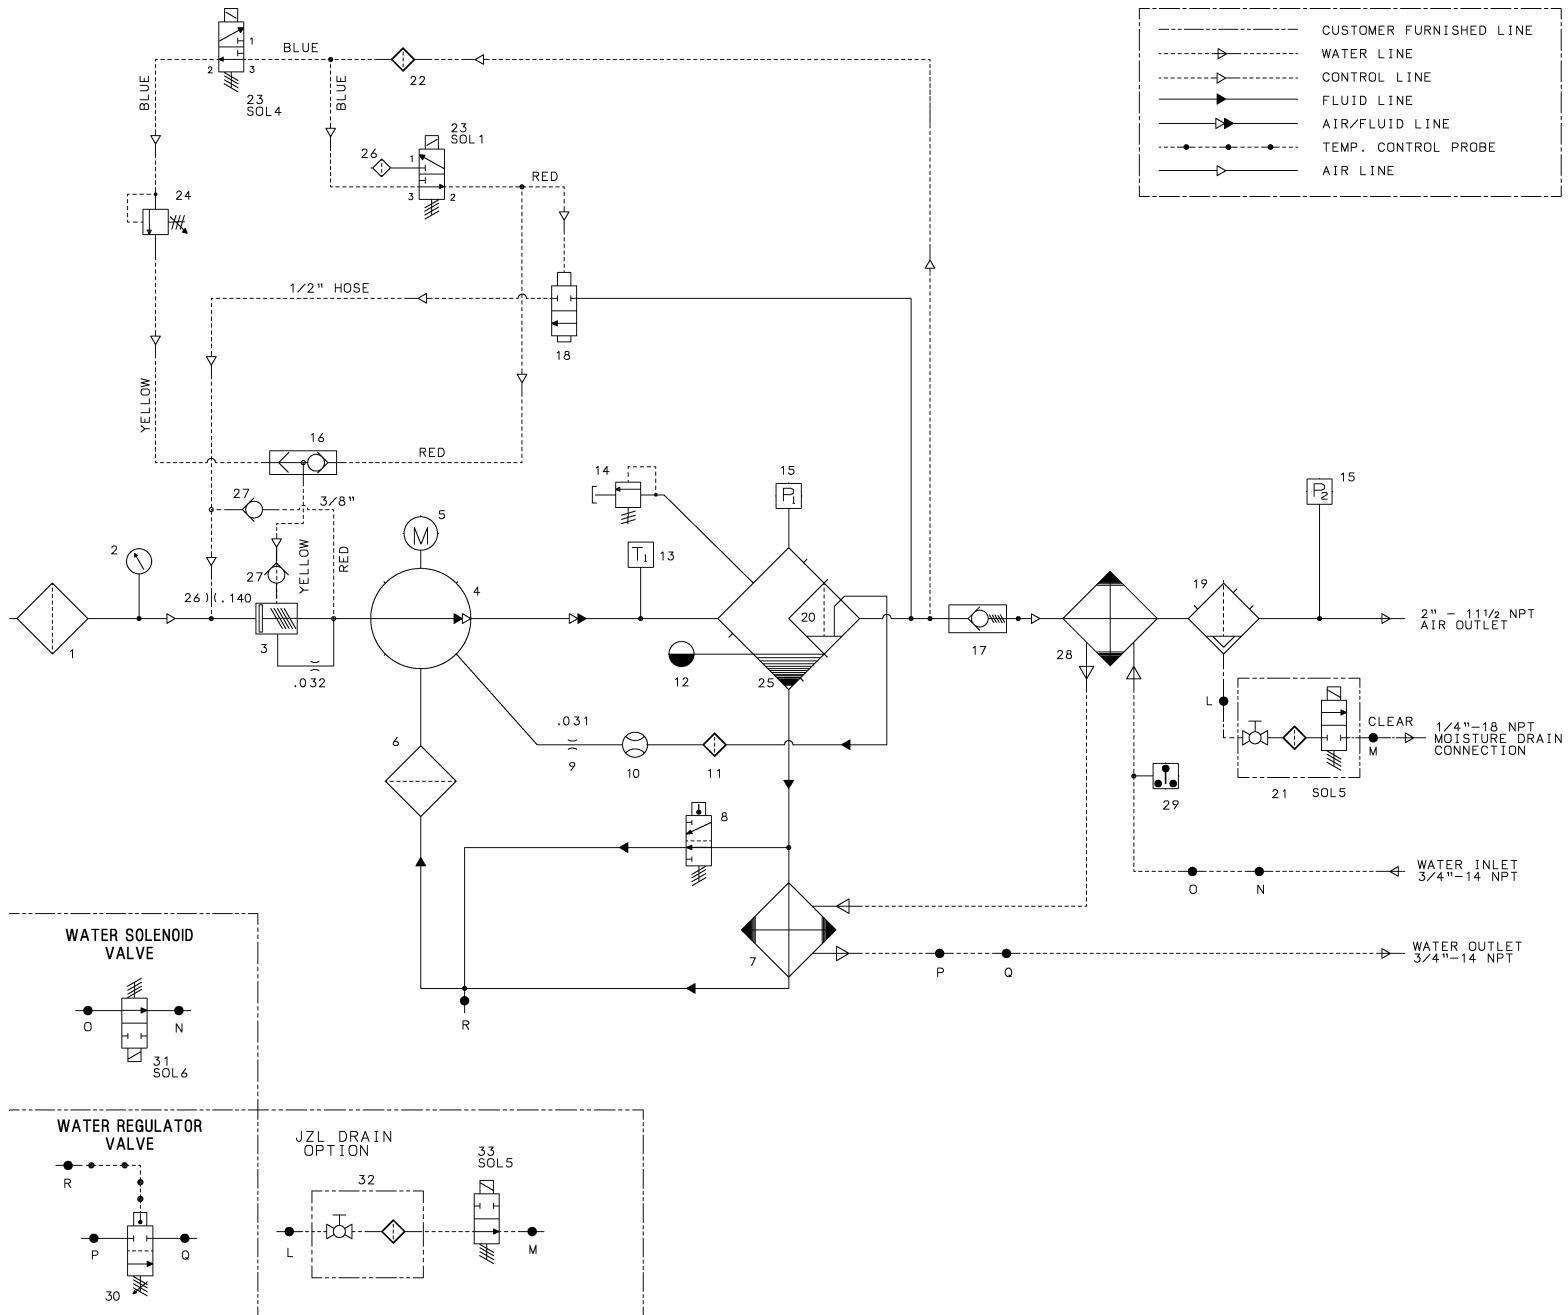 CUSTOMER FURNISHED LINE
WATER LINE
CONTROL LINE
FLUID LINE
AIR/FLUID LINE
TEMP. CONTROL PROBE
AIR LINE
1
2
3
BLUE
22
BLUE
BLUE
23
SOL4
23
SOL1
26
1
3
2
RED
24
1/2" HOSE
18
YELLOW
16
RED
27
3/8"
14
15
P1
15
P2
5
M
2
27
YELLOW
RED
T1
13
26
.140
4
20
19
1
3
.032
12
25
17
28
2" - 11 1/2 NPT
AIR OUTLET
L
6
.031
9
10
11
CLEAR
M
1/4"-18 NPT
MOISTURE DRAIN
CONNECTION
21
SOL5
29
8
O
N
WATER INLET
3/4"-14 NPT
7
P
Q
WATER OUTLET
3/4"-14 NPT
R
WATER SOLENOID
VALVE
O
N
31
SOL6
WATER REGULATOR
VALVE
R
P
Q
30
JZL DRAIN
OPTION
32
33
SOL5
L
M